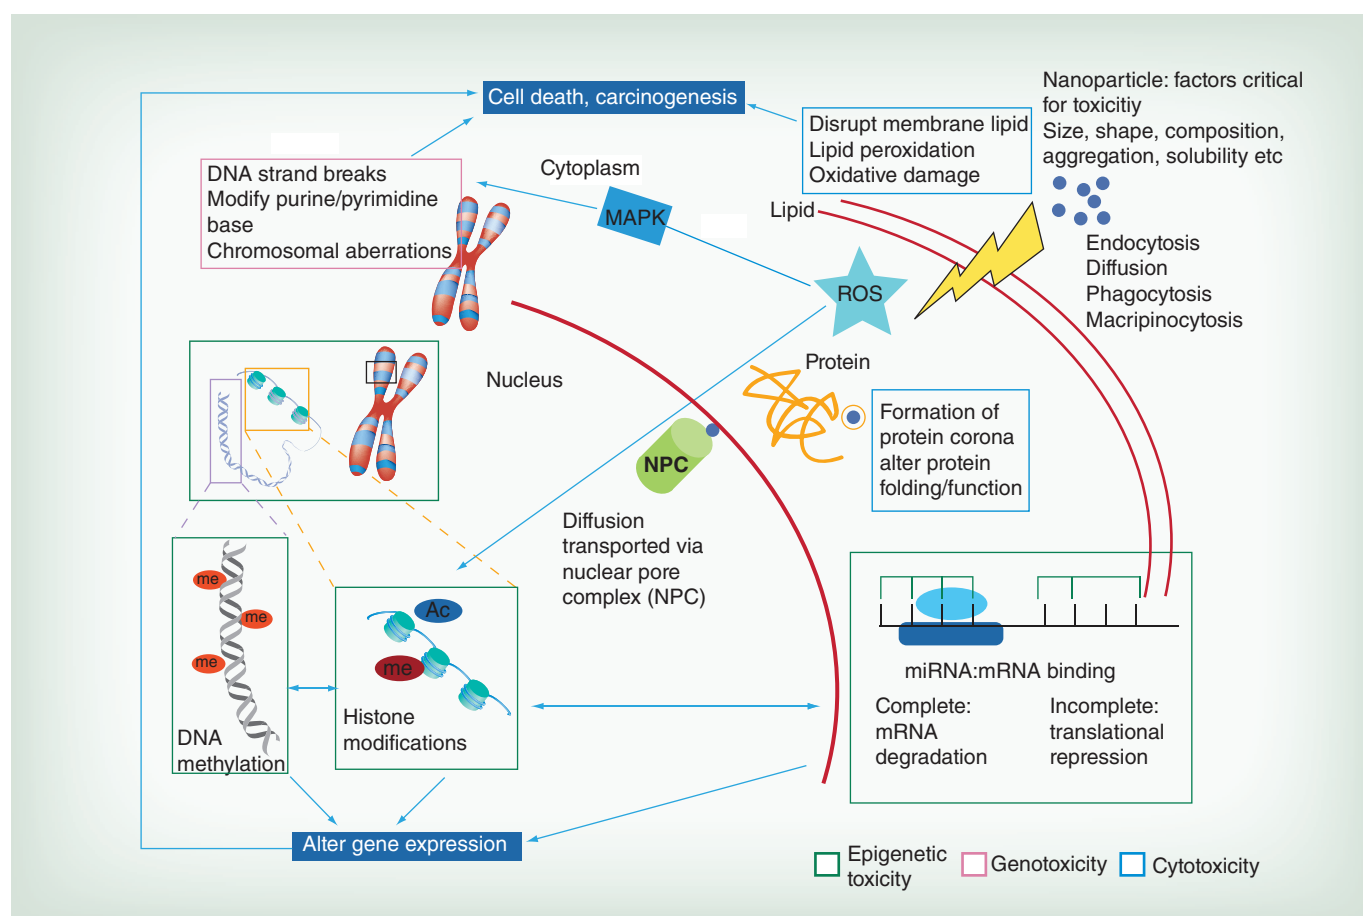 Cell death, carcinogenesis
Nanoparticle: factors critical
for toxicitiy
Size, shape, composition,
aggregation, solubility etc
Disrupt membrane lipid
Lipid peroxidation
Oxidative damage
DNA strand breaks
Modify purine/pyrimidine
base
Chromosomal aberrations
Cytoplasm
MAPK
Lipid
ROS
Endocytosis
Diffusion
Phagocytosis
Macripinocytosis
Nucleus
Protein
Formation of
protein corona
alter protein
folding/function
NPC
Diffusion
transported via
nuclear pore
complex (NPC)
me
me
me
DNA
methylation
Ac
me
Histone
modifications
miRNA:mRNA binding
Complete:
mRNA
degradation
Incomplete:
translational
repression
Alter gene expression
Epigenetic
toxicity
Genotoxicity
Cytotoxicity